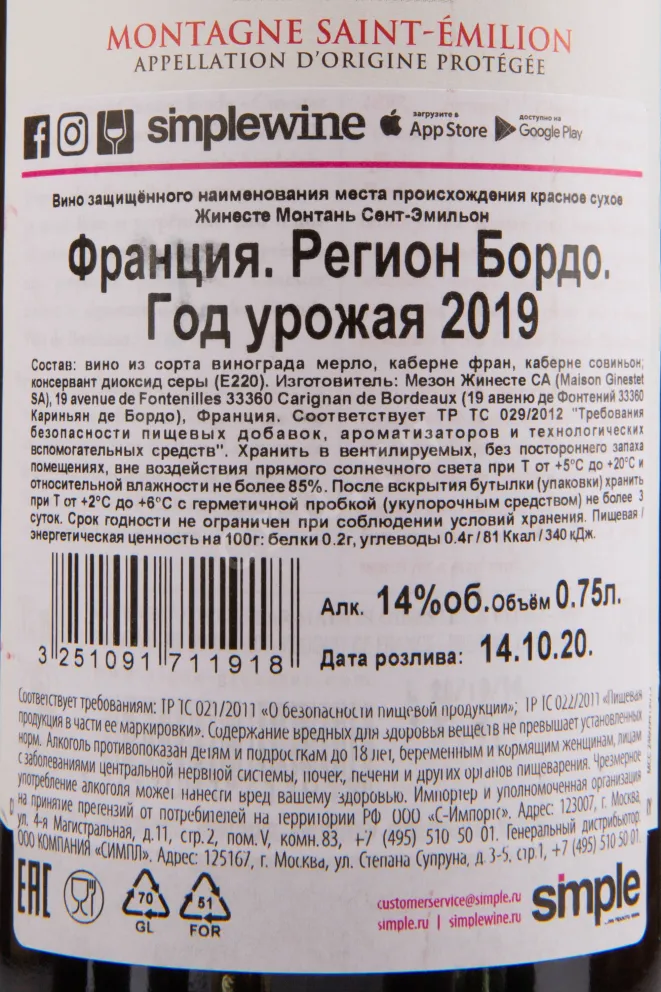 MONTAGNE SAINT-ÉMILION
APPELLATION D'ORIGINE PROTÉGÉE
simplewine загрузите в App Store доступно на Google Play
Вино защищённого наименования места происхождения красное сухое
Жинесте Монтань Сент-Эмильон
Франция. Регион Бордо.
Год урожая 2019
Состав: вино из сорта винограда мерло, каберне фран, каберне совиньон;
консервант диоксид серы (Е220). Изготовитель: Мезон Жинесте СА (Maison Ginestet
SA), 19 avenue de Fontenilles 33360 Carignan de Bordeaux (19 авеню де Фонтений 33360
Кариньян де Бордо), Франция. Соответствует ТР ТС 029/2012 "Требования
безопасности пищевых добавок, ароматизаторов и технологических
вспомогательных средств". Хранить в вентилируемых, без постороннего запаха
помещениях, вне воздействия прямого солнечного света при Т от +5°С до +20°С и
относительной влажности не более 85%. После вскрытия бутылки (упаковки) хранить
при Т от +2°С до +6°С с герметичной пробкой (укупорочным средством) не более 3
суток. Срок годности не ограничен при соблюдении условий хранения. Пищевая /
энергетическая ценность на 100г: белки 0.2г, углеводы 0.4г / 81 Ккал / 340 кДж.
Алк. 14%об. Объём 0.75л.
3 251091 711918
Дата розлива: 14.10.20.
Соответствует требованиям: ТР ТС 021/2011 «О безопасности пищевой продукции»; ТР ТС 022/2011 «Пищевая
продукция в части ее маркировки». Содержание вредных для здоровья веществ не превышает установленных
норм. Алкоголь противопоказан детям и подросткам до 18 лет, беременным и кормящим женщинам, лицам
с заболеваниями центральной нервной системы, почек, печени и других органов пищеварения. Чрезмерное
употребление алкоголя может нанести вред вашему здоровью. Импортер и уполномоченная организация
на принятие претензий от потребителей на территории РФ ООО «С-Импорт». Адрес: 123007, г. Москва,
ул. 4-я Магистральная, д.11, стр.2, пом.V, комн.83, +7 (495) 510 50 01. Генеральный дистрибьютор:
ООО КОМПАНИЯ «СИМПЛ». Адрес: 125167, г. Москва, ул. Степана Супруна, д.3-5, стр.1, +7 (495) 510 50 01
EAC
70
GL
51
FOR
customerservice@simple.ru
simple.ru | simplewine.ru
simple